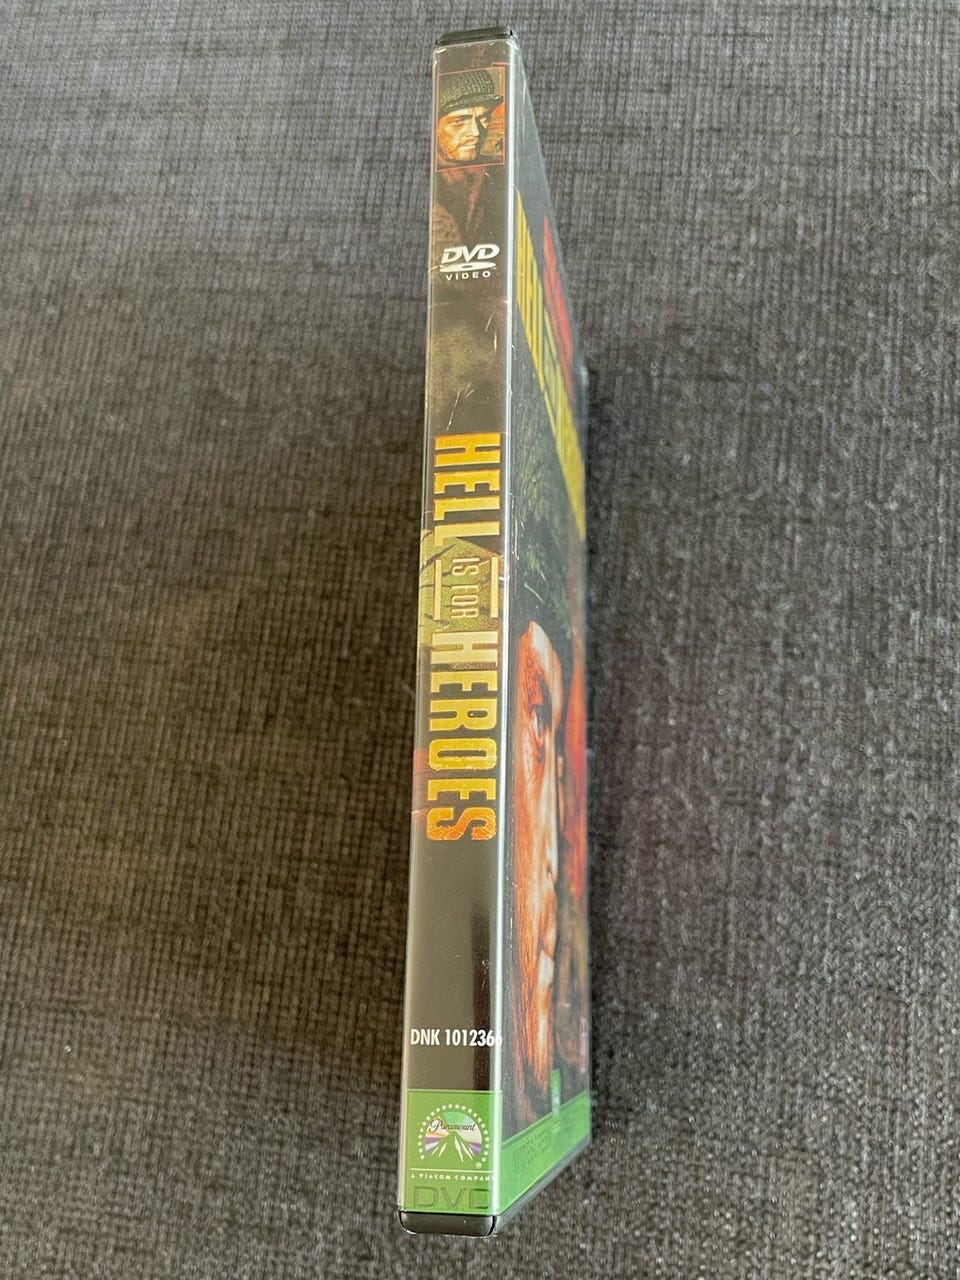 DVD
VIDEO
HELL
IS FOR
HEROES
DNK 1012366
Paramount
A VIACOM COMPANY
DVD